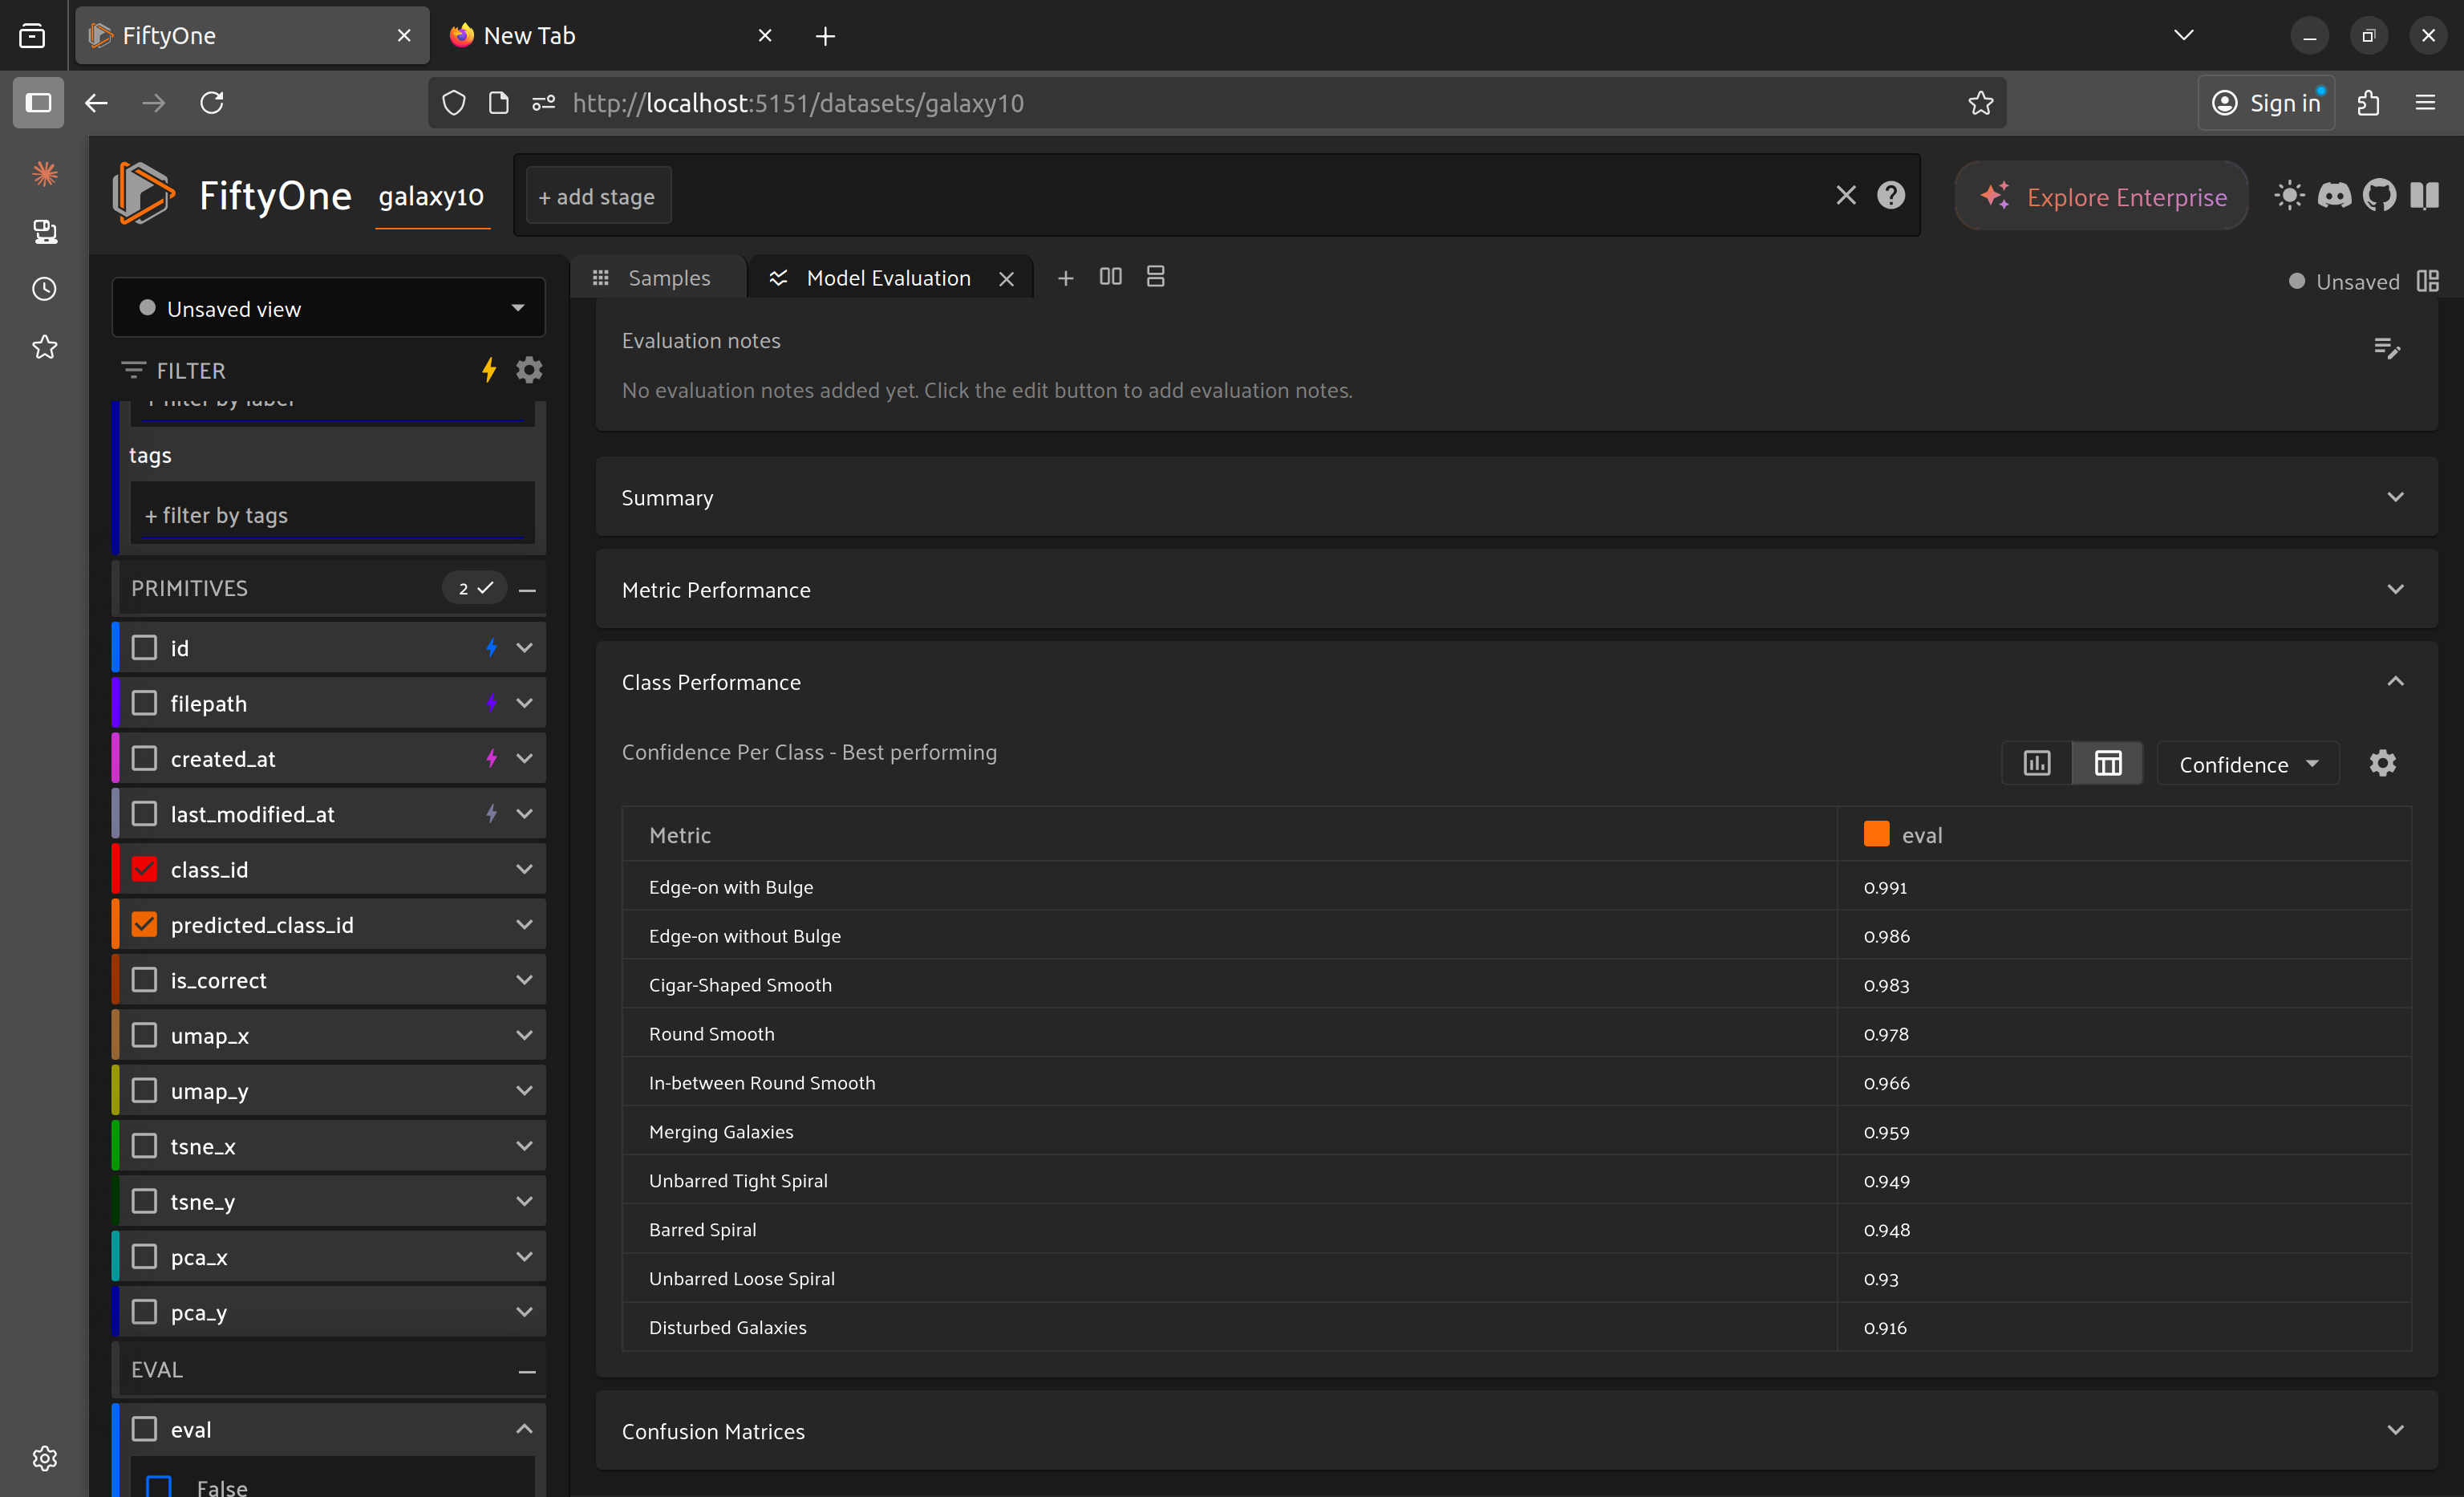 FiftyOne
New Tab
http://localhost:5151/datasets/galaxy10
Sign in
FiftyOne
galaxy10
+ add stage
Explore Enterprise
Unsaved view
Samples
Model Evaluation
Unsaved
FILTER
+ filter by label
tags
+ filter by tags
PRIMITIVES
2
id
filepath
created_at
last_modified_at
class_id
predicted_class_id
is_correct
umap_x
umap_y
tsne_x
tsne_y
pca_x
pca_y
EVAL
eval
False
Evaluation notes
No evaluation notes added yet. Click the edit button to add evaluation notes.
Summary
Metric Performance
Class Performance
Confidence Per Class - Best performing
Confidence
Metric eval
Edge-on with Bulge 0.991
Edge-on without Bulge 0.986
Cigar-Shaped Smooth 0.983
Round Smooth 0.978
In-between Round Smooth 0.966
Merging Galaxies 0.959
Unbarred Tight Spiral 0.949
Barred Spiral 0.948
Unbarred Loose Spiral 0.93
Disturbed Galaxies 0.916
Confusion Matrices